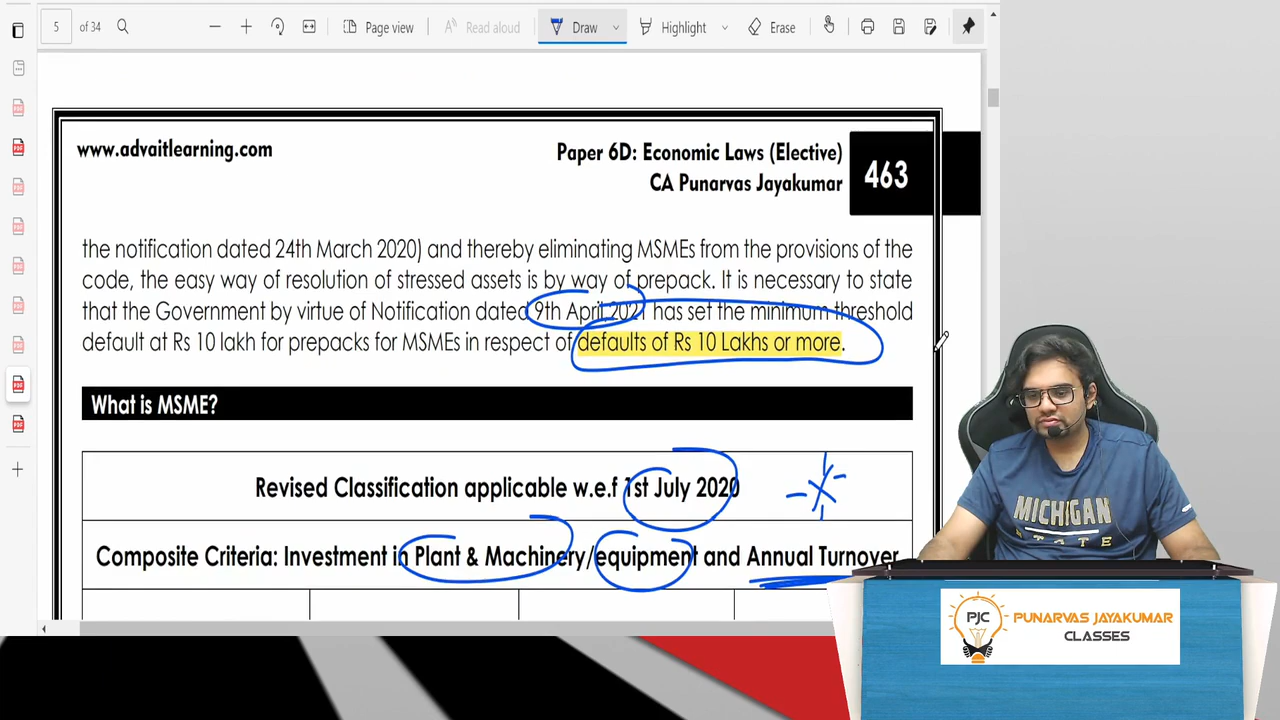 5 of 34 Page view Read aloud Draw Highlight Erase
www.advaitlearning.com
Paper 6D: Economic Laws (Elective)
CA Punarvas Jayakumar
463
the notification dated 24th March 2020) and thereby eliminating MSMEs from the provisions of the
code, the easy way of resolution of stressed assets is by way of prepack. It is necessary to state
that the Government by virtue of Notification dated 9th April,2021 has set the minimum threshold
default at Rs 10 lakh for prepacks for MSMEs in respect of defaults of Rs 10 Lakhs or more.
What is MSME?
Revised Classification applicable w.e.f 1st July 2020
Composite Criteria: Investment in Plant & Machinery/equipment and Annual Turnover
MICHIGAN
STATE
PJC
PUNARVAS JAYAKUMAR
CLASSES